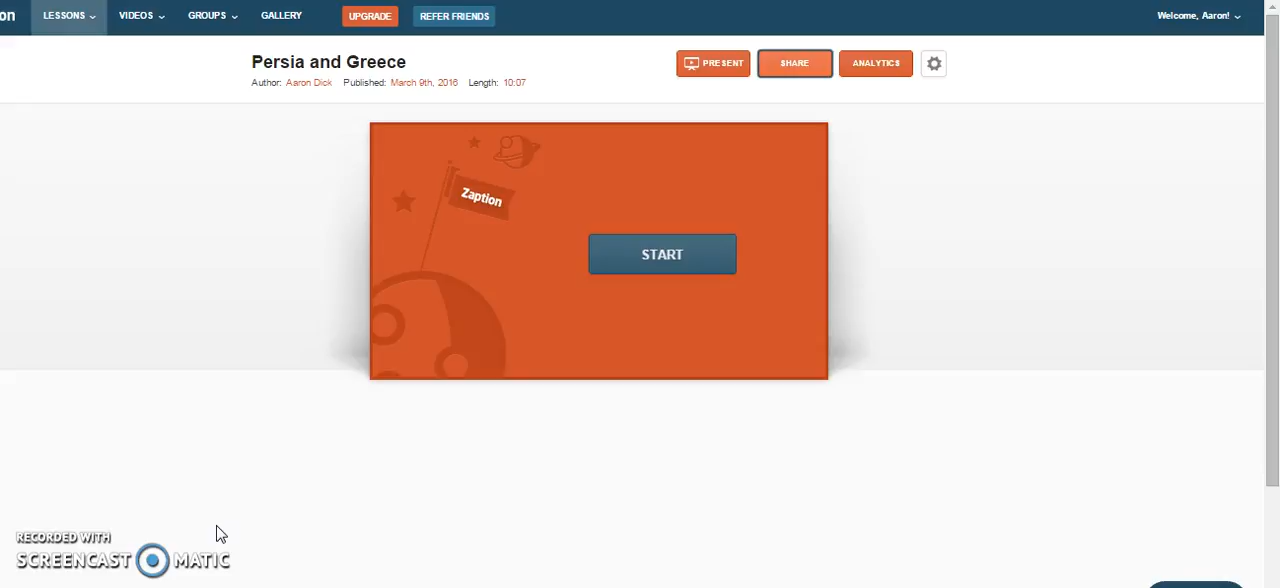 on LESSONS VIDEOS GROUPS GALLERY UPGRADE REFER FRIENDS Welcome, Aaron!
Persia and Greece
Author: Aaron Dick Published: March 9th, 2016 Length: 10:07
PRESENT SHARE ANALYTICS
Zaption
START
RECORDED WITH
SCREENCAST MATIC